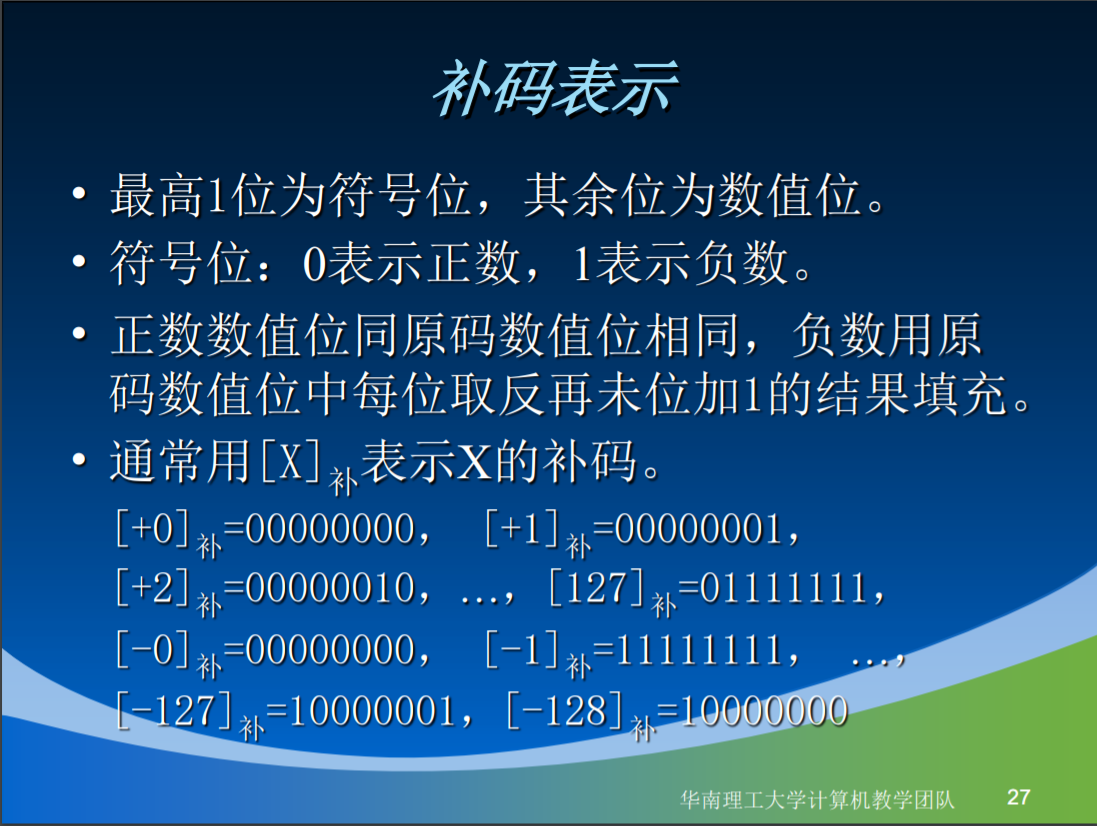 补码表示
• 最高1位为符号位，其余位为数值位。
• 符号位：0表示正数，1表示负数。
• 正数数值位同原码数值位相同，负数用原
码数值位中每位取反再未位加1的结果填充。
• 通常用[X]补表示X的补码。
[+0]补=00000000， [+1]补=00000001，
[+2]补=00000010，…，[127]补=01111111，
[-0]补=00000000， [-1]补=11111111， …，
[-127]补=10000001，[-128]补=10000000
华南理工大学计算机教学团队 27